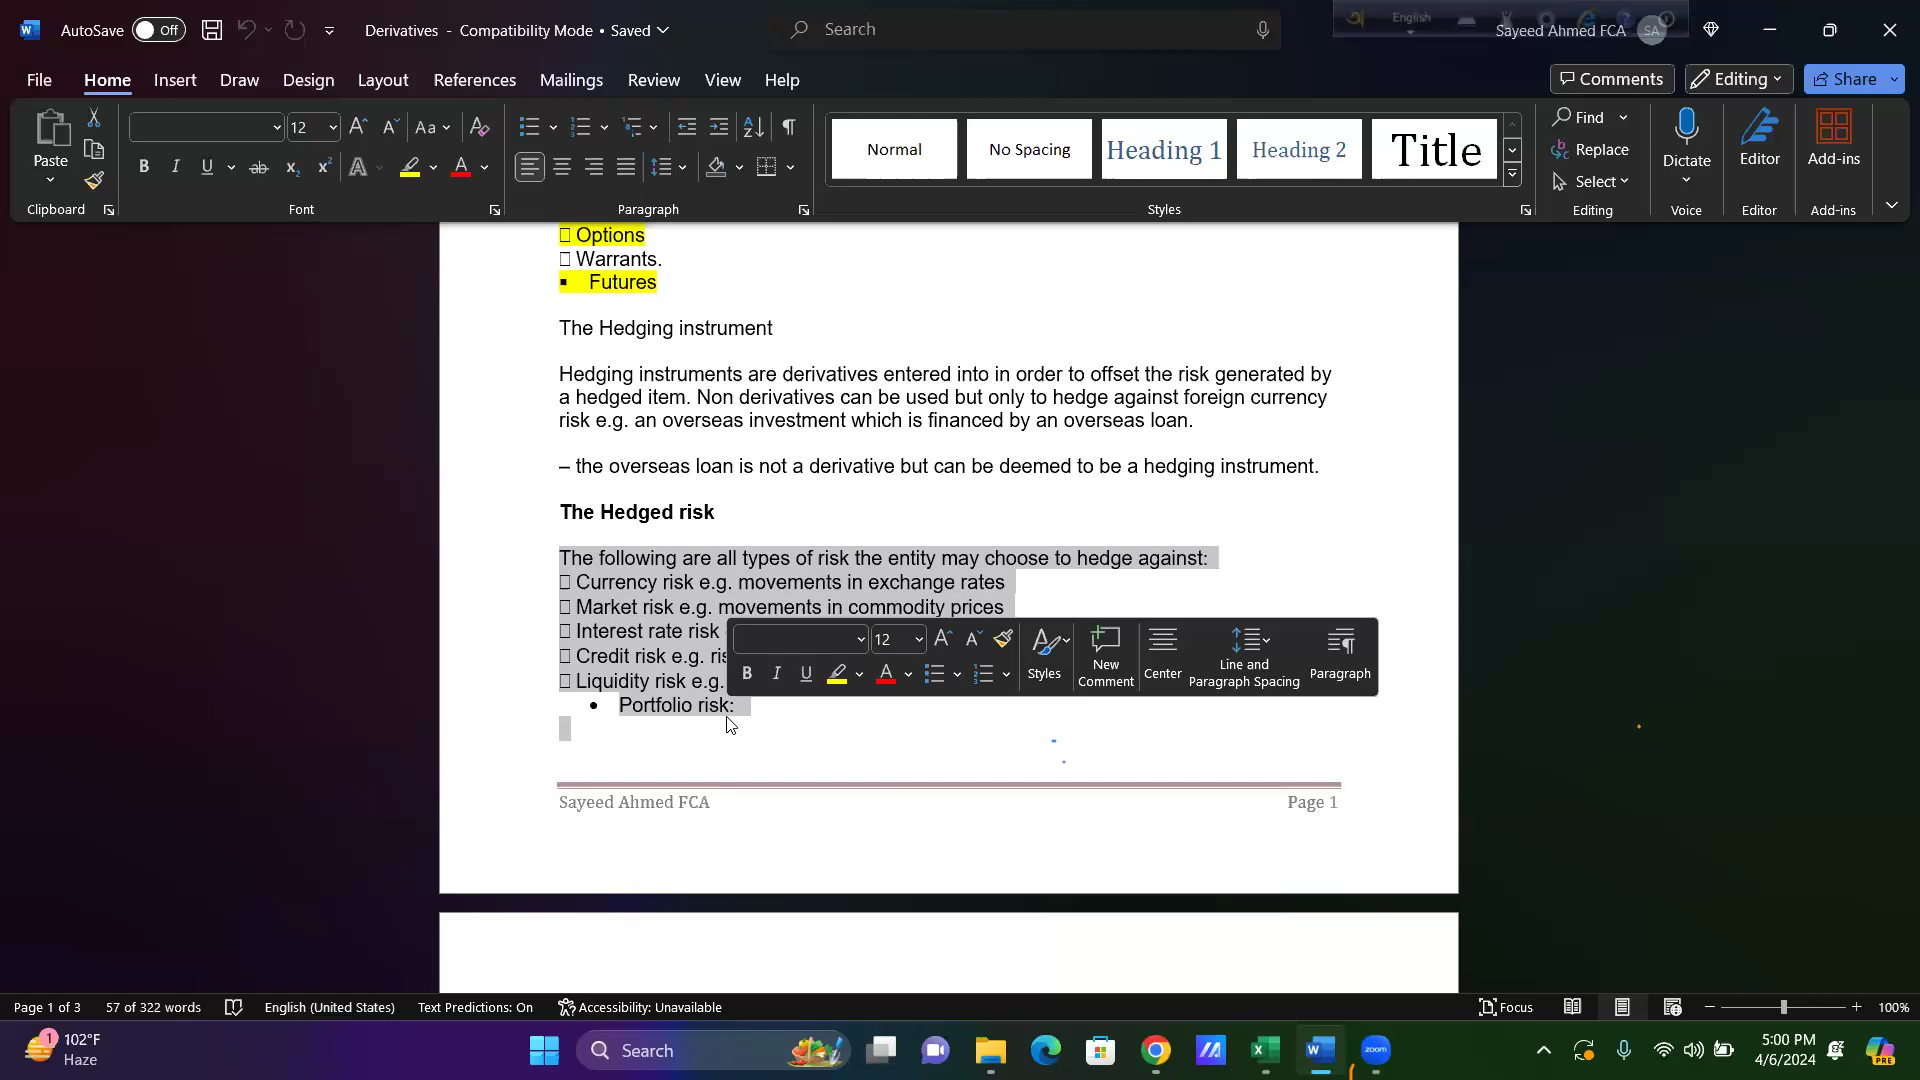 AutoSave Off
Derivatives - Compatibility Mode • Saved
Search
English
Sayeed Ahmed FCA SA
File Home Insert Draw Design Layout References Mailings Review View Help
Comments Editing Share
Paste
12
Aa
Normal
No Spacing
Heading 1
Heading 2
Title
Find
Replace
Select
Dictate
Editor
Add-ins
Clipboard Font Paragraph Styles Editing Voice Editor Add-ins
Options
Warrants.
▪ Futures
The Hedging instrument
Hedging instruments are derivatives entered into in order to offset the risk generated by
a hedged item. Non derivatives can be used but only to hedge against foreign currency
risk e.g. an overseas investment which is financed by an overseas loan.
– the overseas loan is not a derivative but can be deemed to be a hedging instrument.
The Hedged risk
The following are all types of risk the entity may choose to hedge against:
Currency risk e.g. movements in exchange rates
Market risk e.g. movements in commodity prices
Interest rate risk
Credit risk e.g. ris
Liquidity risk e.g.
• Portfolio risk:
12
B I U
Styles
New
Comment
Center
Line and
Paragraph Spacing
Paragraph
Sayeed Ahmed FCA Page 1
Page 1 of 3 57 of 322 words English (United States) Text Predictions: On Accessibility: Unavailable
Focus 100%
1
102°F
Haze
Search
zoom
5:00 PM
4/6/2024
PRE